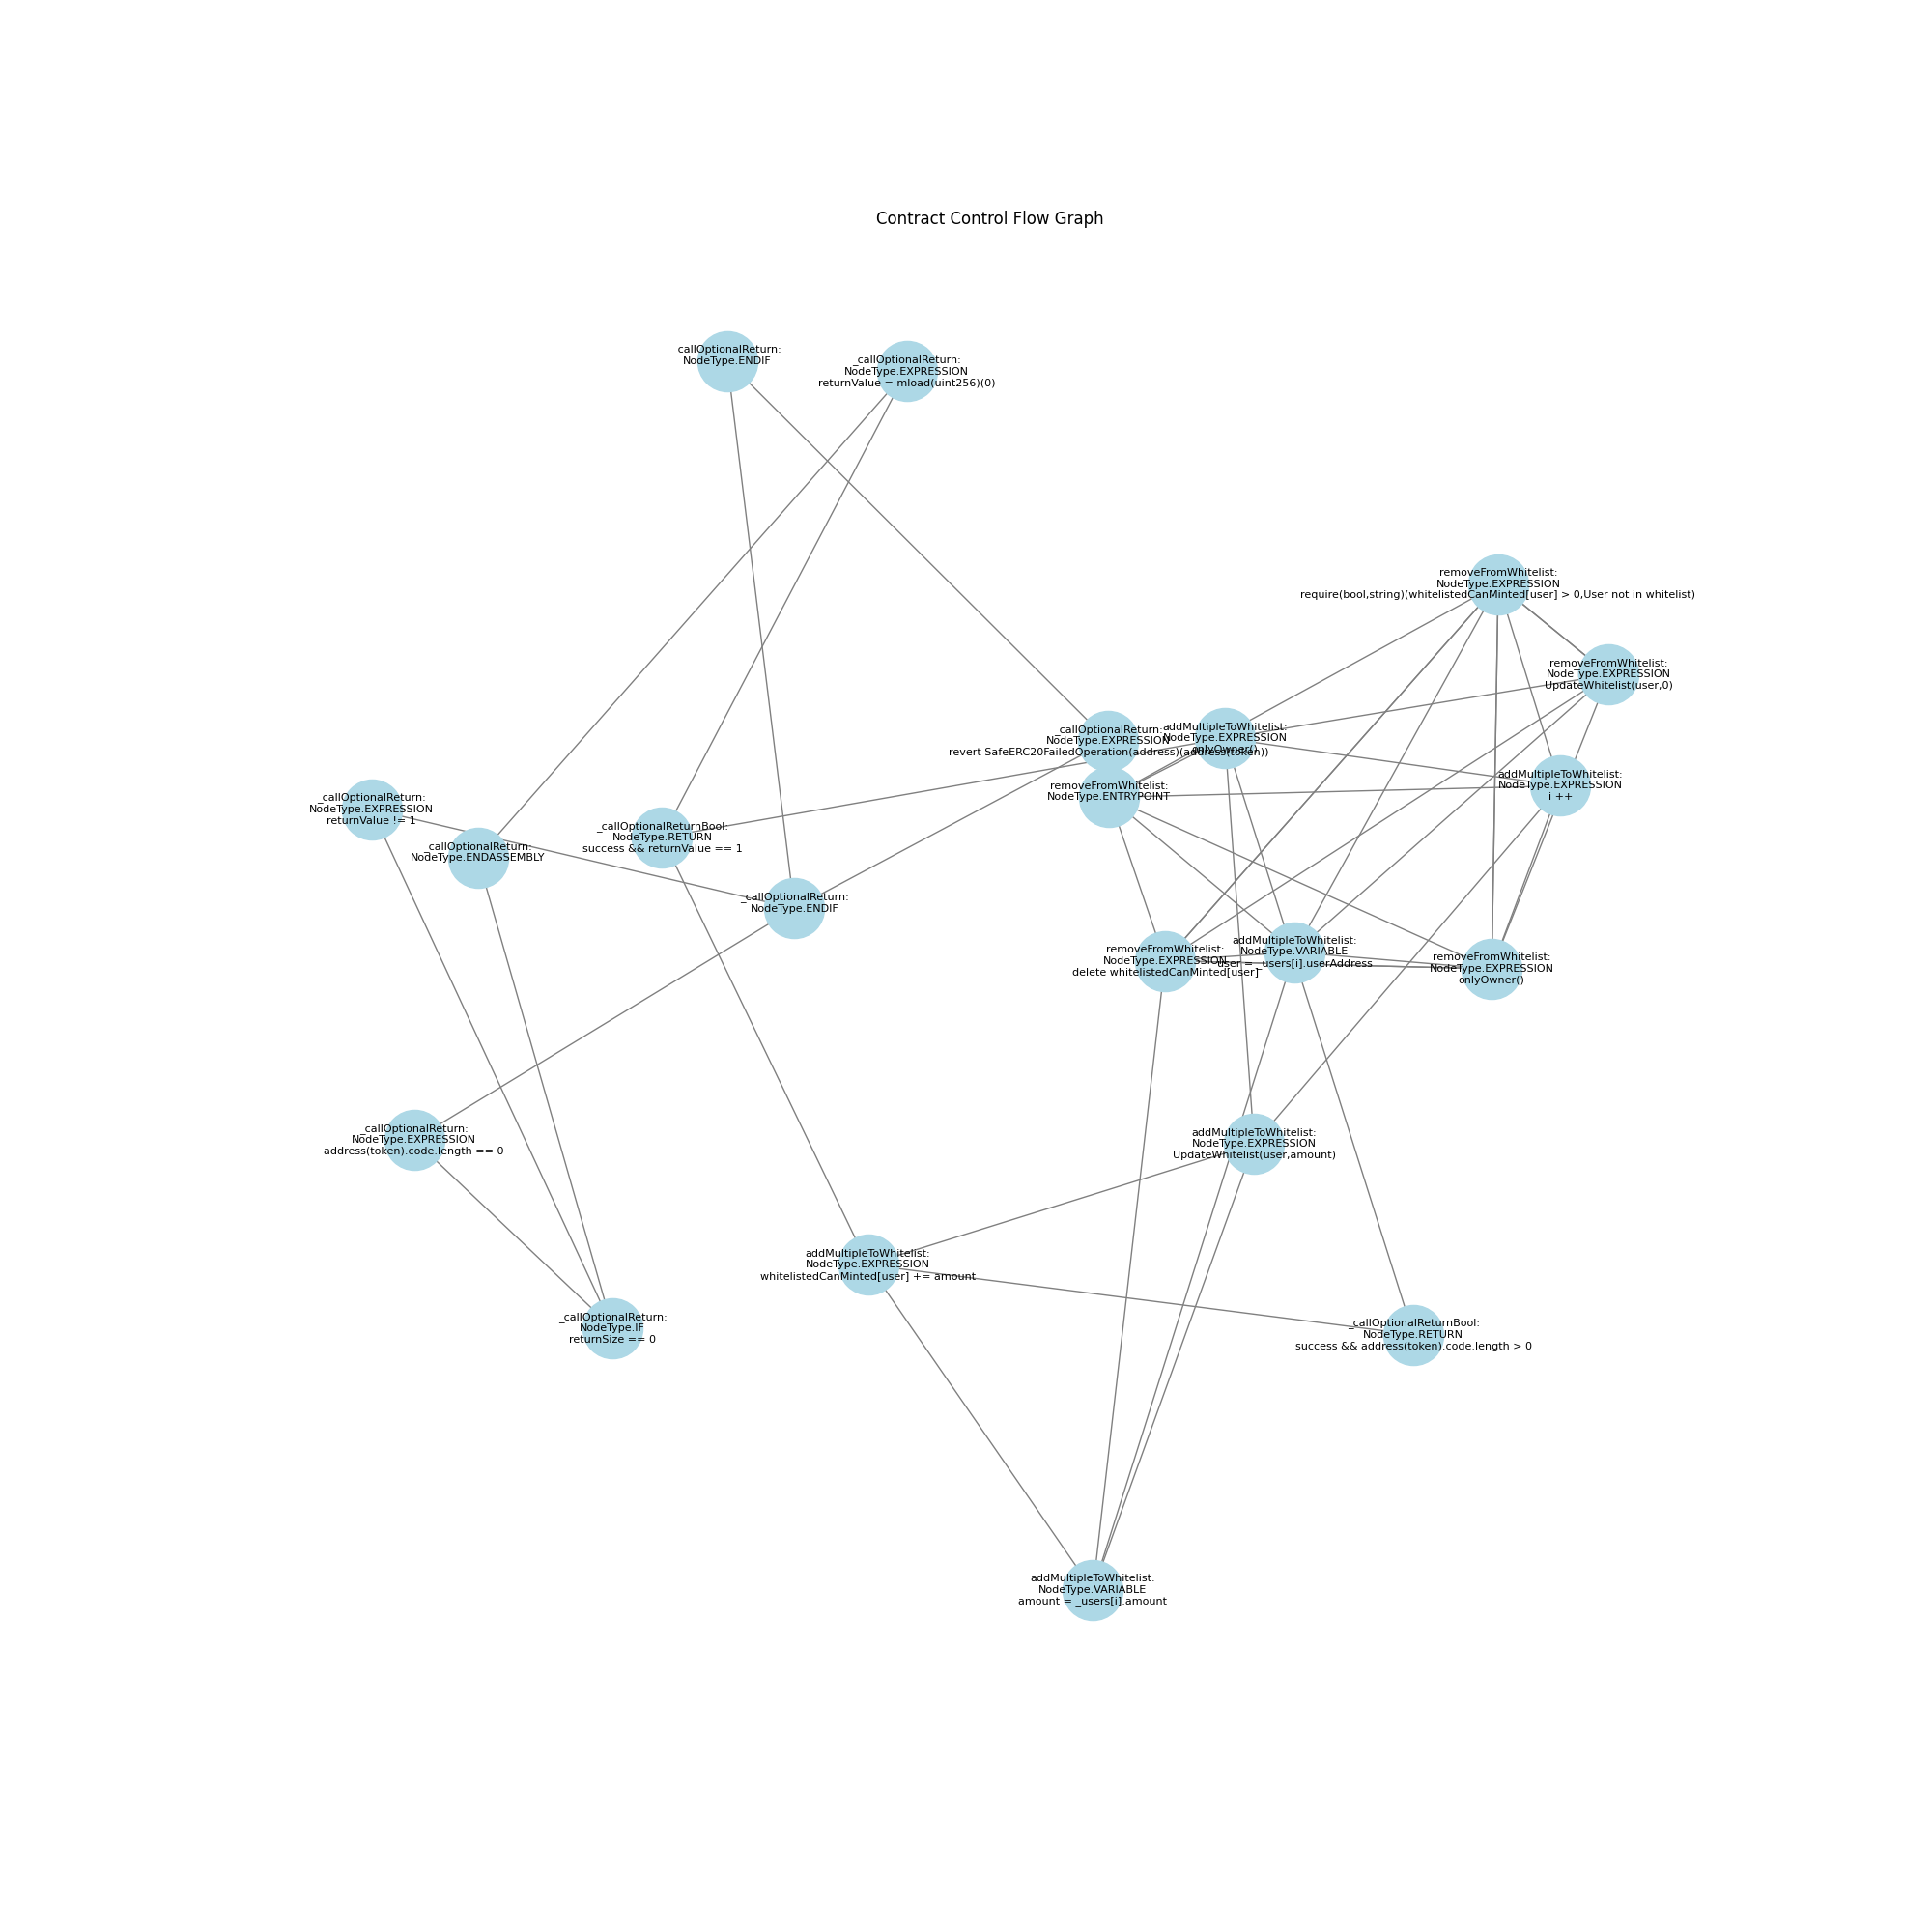 Contract Control Flow Graph
_callOptionalReturn:
NodeType.ENDIF
_callOptionalReturn:
NodeType.EXPRESSION
returnValue = mload(uint256)(0)
removeFromWhitelist:
NodeType.EXPRESSION
require(bool,string)(whitelistedCanMinted[user] > 0,User not in whitelist)
removeFromWhitelist:
NodeType.EXPRESSION
UpdateWhitelist(user,0)
_callOptionalReturn:
NodeType.EXPRESSION
revert SafeERC20FailedOperation(address)(address(token))
addMultipleToWhitelist:
NodeType.EXPRESSION
onlyOwner()
removeFromWhitelist:
NodeType.ENTRYPOINT
addMultipleToWhitelist:
NodeType.EXPRESSION
i ++
_callOptionalReturn:
NodeType.EXPRESSION
returnValue != 1
_callOptionalReturnBool:
NodeType.RETURN
success && returnValue == 1
_callOptionalReturn:
NodeType.ENDASSEMBLY
_callOptionalReturn:
NodeType.ENDIF
removeFromWhitelist:
NodeType.EXPRESSION
delete whitelistedCanMinted[user]
addMultipleToWhitelist:
NodeType.VARIABLE
user = _users[i].userAddress
removeFromWhitelist:
NodeType.EXPRESSION
onlyOwner()
_callOptionalReturn:
NodeType.EXPRESSION
address(token).code.length == 0
addMultipleToWhitelist:
NodeType.EXPRESSION
UpdateWhitelist(user,amount)
addMultipleToWhitelist:
NodeType.EXPRESSION
whitelistedCanMinted[user] += amount
_callOptionalReturn:
NodeType.IF
returnSize == 0
_callOptionalReturnBool:
NodeType.RETURN
success && address(token).code.length > 0
addMultipleToWhitelist:
NodeType.VARIABLE
amount = _users[i].amount